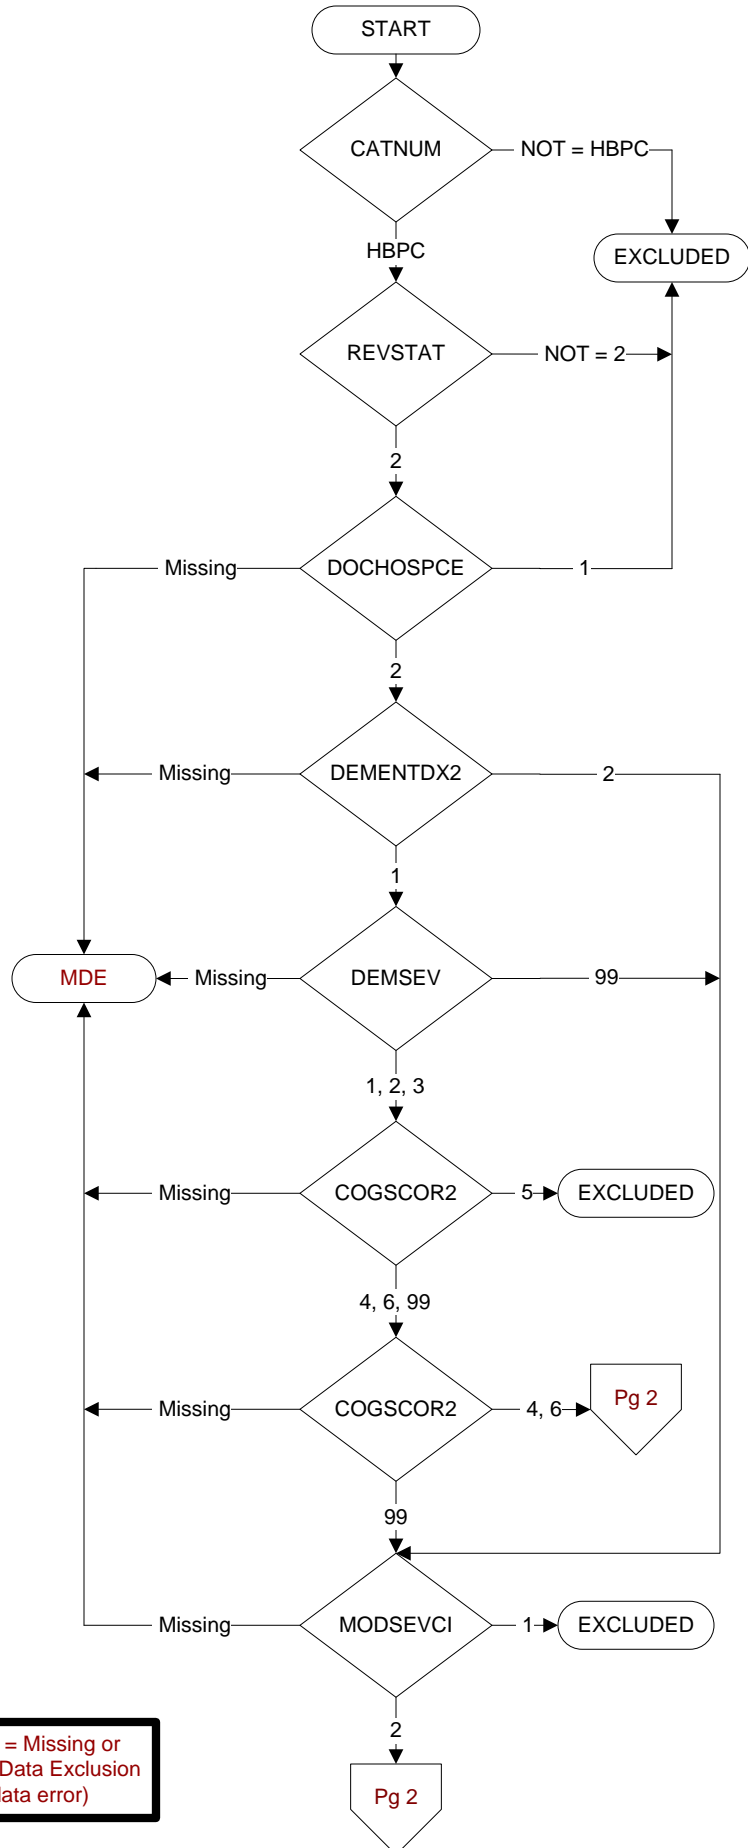 START
CATNUM
NOT = HBPC
HBPC
EXCLUDED
REVSTAT
NOT = 2
2
Missing
DOCHOSPCE
1
2
Missing
DEMENTDX2
2
1
MDE
Missing
DEMSEV
99
1, 2, 3
Missing
COGSCOR2
5
EXCLUDED
4, 6, 99
Missing
COGSCOR2
4, 6
Pg 2
99
Missing
MODSEVCI
1
EXCLUDED
2
= Missing or
Data Exclusion
data error)
Pg 2